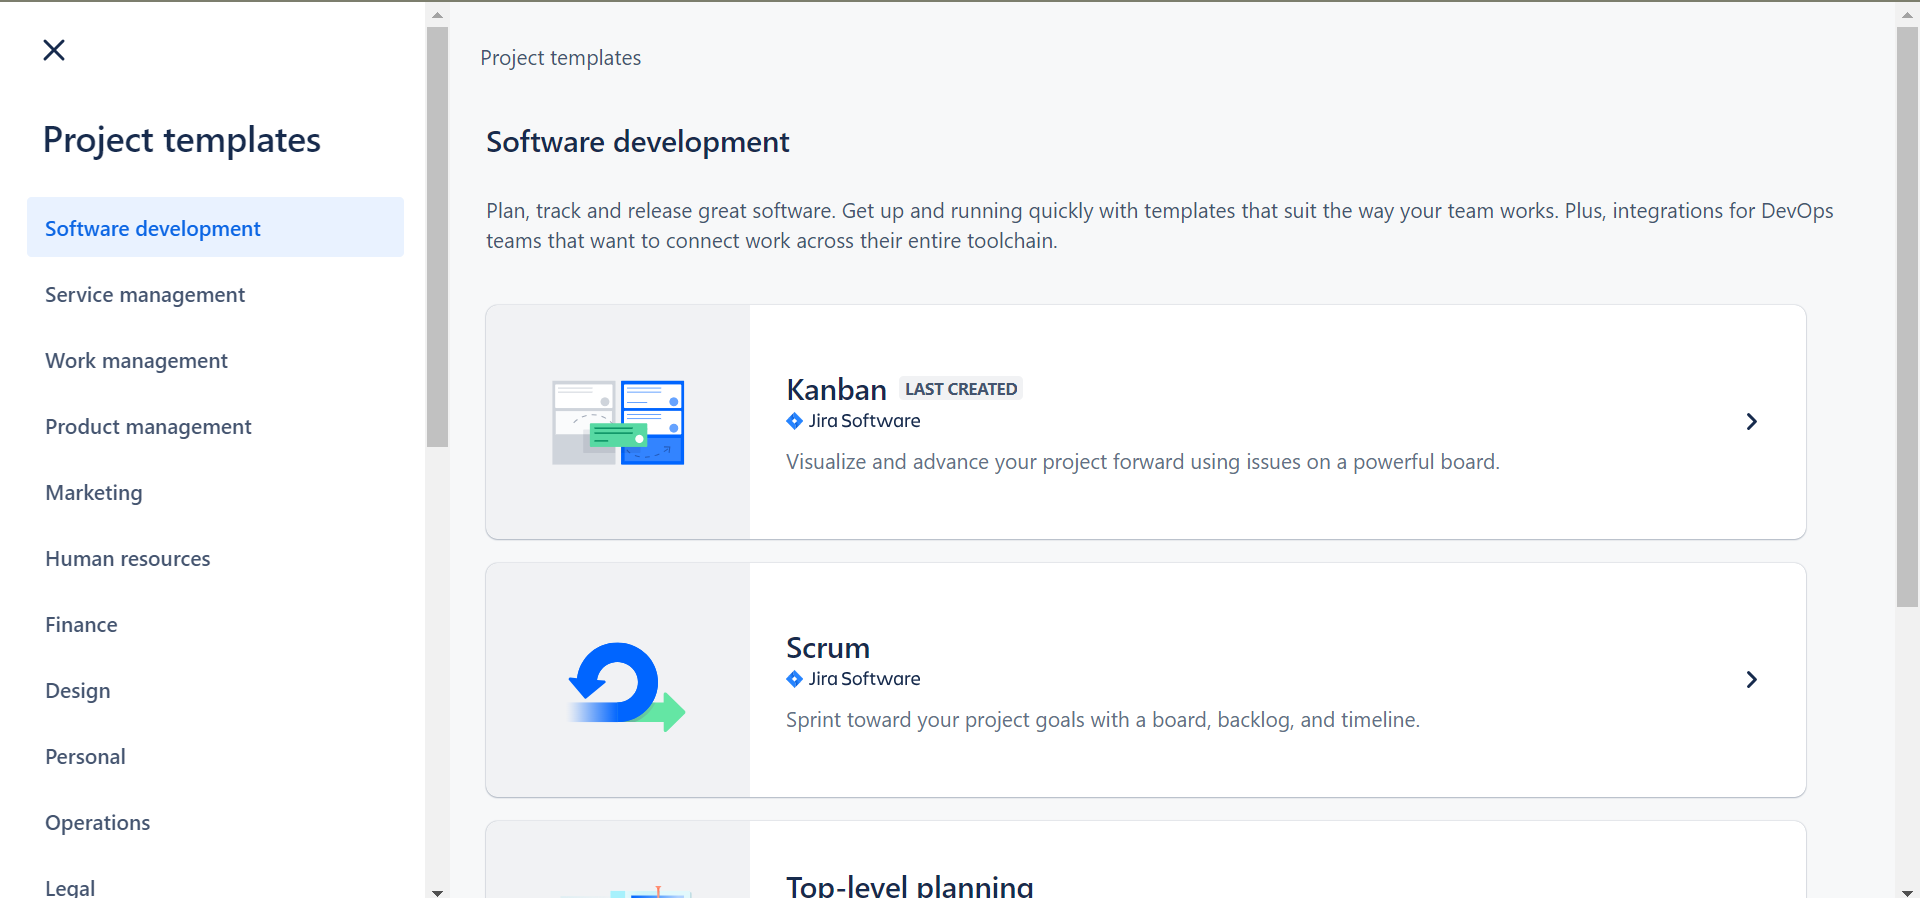 Project templates
Software development
Service management
Work management
Product management
Marketing
Human resources
Finance
Design
Personal
Operations
Legal
Project templates
Software development
Plan, track and release great software. Get up and running quickly with templates that suit the way your team works. Plus, integrations for DevOps
teams that want to connect work across their entire toolchain.
Kanban LAST CREATED
Jira Software
Visualize and advance your project forward using issues on a powerful board.
Scrum
Jira Software
Sprint toward your project goals with a board, backlog, and timeline.
Top-level planning